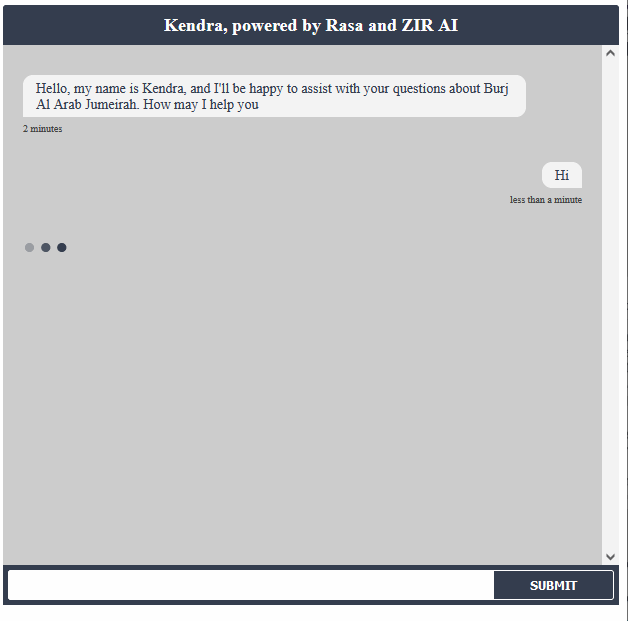 Kendra, powered by Rasa and ZIR AI
Hello, my name is Kendra, and I'll be happy to assist with your questions about Burj
Al Arab Jumeirah. How may I help you
2 minutes
Hi
less than a minute
SUBMIT